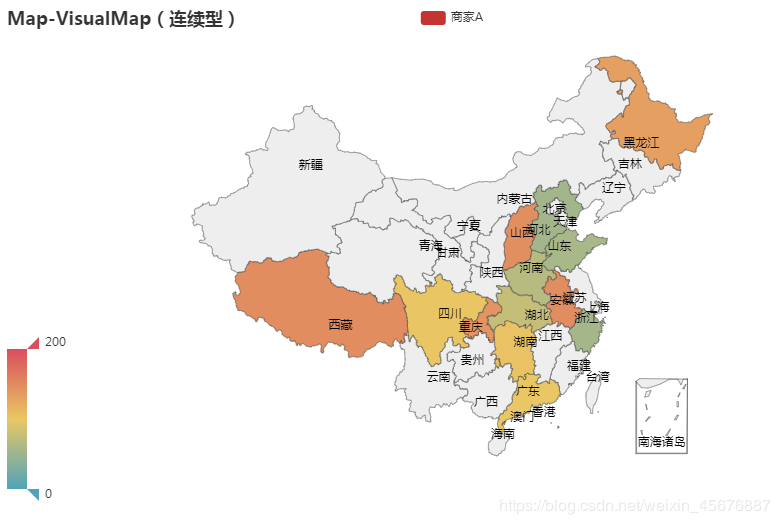 Map-VisualMap（连续型）
商家A
黑龙江
吉林
新疆
辽宁
内蒙古
北京
天津
宁夏
山西
河北
青海
甘肃
山东
陕西
河南
安徽
江苏
上海
四川
湖北
浙江
西藏
重庆
江西
湖南
贵州
福建
云南
台湾
广东
广西
香港
澳门
海南
南海诸岛
200
0
https://blog.csdn.net/weixin_45676887